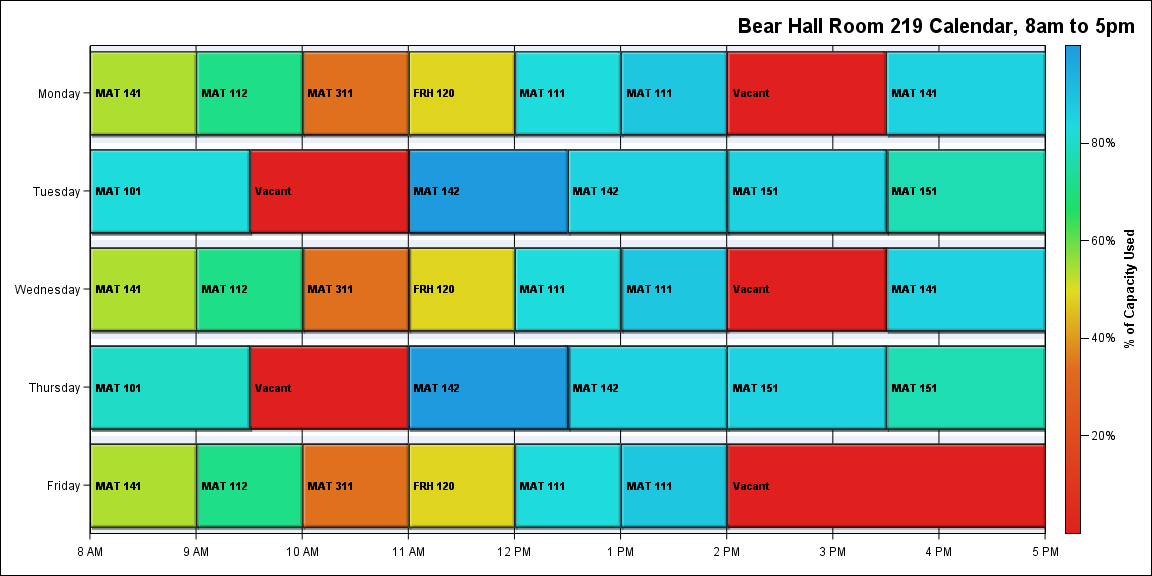 Bear Hall Room 219 Calendar, 8am to 5pm
Monday
MAT 141
MAT 112
MAT 311
FRH 120
MAT 111
MAT 111
Vacant
MAT 141
Tuesday
MAT 101
Vacant
MAT 142
MAT 142
MAT 151
MAT 151
Wednesday
MAT 141
MAT 112
MAT 311
FRH 120
MAT 111
MAT 111
Vacant
MAT 141
Thursday
MAT 101
Vacant
MAT 142
MAT 142
MAT 151
MAT 151
Friday
MAT 141
MAT 112
MAT 311
FRH 120
MAT 111
MAT 111
Vacant
8 AM
9 AM
10 AM
11 AM
12 PM
1 PM
2 PM
3 PM
4 PM
5 PM
80%
60%
40%
20%
% of Capacity Used